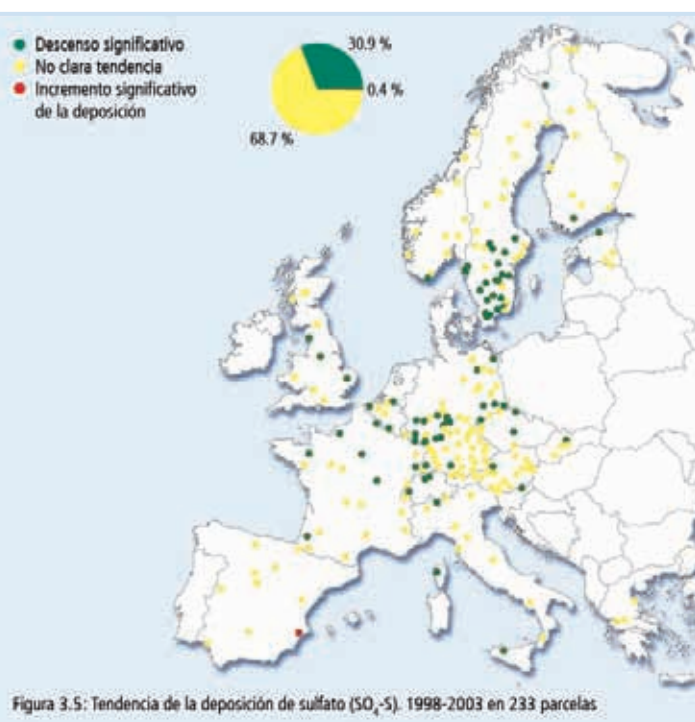 Descenso significativo
No clara tendencia
Incremento significativo
de la deposición
30.9 %
0.4 %
68.7 %
Figura 3.5: Tendencia de la deposición de sulfato (SO₄-S). 1998-2003 en 233 parcelas